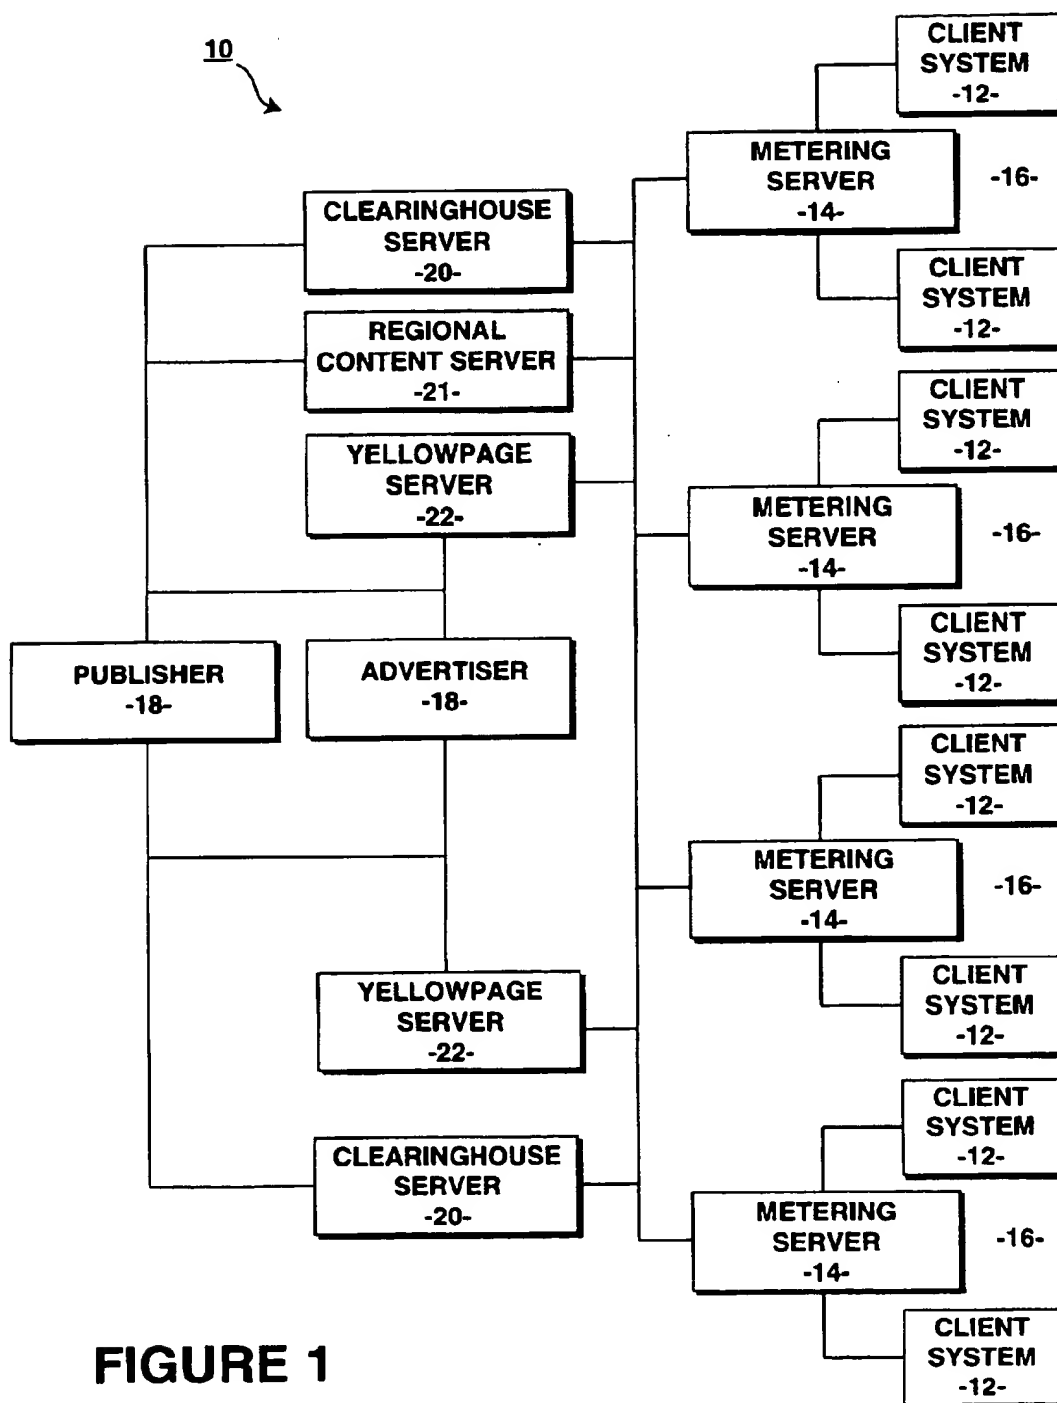 10
CLIENT
SYSTEM
-12-
METERING
SERVER
-14-
-16-
CLEARINGHOUSE
SERVER
-20-
CLIENT
SYSTEM
-12-
REGIONAL
CONTENT SERVER
-21-
CLIENT
SYSTEM
-12-
YELLOWPAGE
SERVER
-22-
METERING
SERVER
-14-
-16-
CLIENT
SYSTEM
-12-
PUBLISHER
-18-
ADVERTISER
-18-
CLIENT
SYSTEM
-12-
METERING
SERVER
-14-
-16-
CLIENT
SYSTEM
-12-
YELLOWPAGE
SERVER
-22-
CLIENT
SYSTEM
-12-
CLEARINGHOUSE
SERVER
-20-
METERING
SERVER
-14-
-16-
CLIENT
SYSTEM
-12-
FIGURE 1